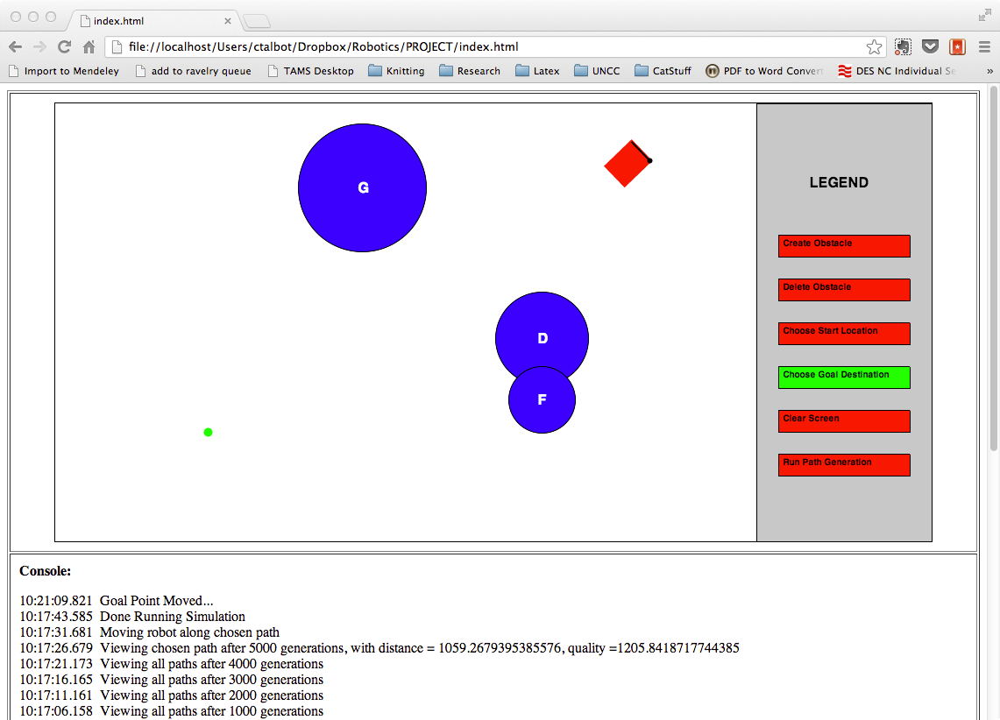 index.html
file://localhost/Users/ctalbot/Dropbox/Robotics/PROJECT/index.html
Import to Mendeley add to ravelry queue TAMS Desktop Knitting Research Latex UNCC CatStuff PDF to Word Convert DES NC Individual Se »
G
LEGEND
Create Obstacle
Delete Obstacle
D
Choose Start Location
Choose Goal Destination
F
Clear Screen
Run Path Generation
Console:
10:21:09.821 Goal Point Moved...
10:17:43.585 Done Running Simulation
10:17:31.681 Moving robot along chosen path
10:17:26.679 Viewing chosen path after 5000 generations, with distance = 1059.2679395385576, quality =1205.8418717744385
10:17:21.173 Viewing all paths after 4000 generations
10:17:16.165 Viewing all paths after 3000 generations
10:17:11.161 Viewing all paths after 2000 generations
10:17:06.158 Viewing all paths after 1000 generations